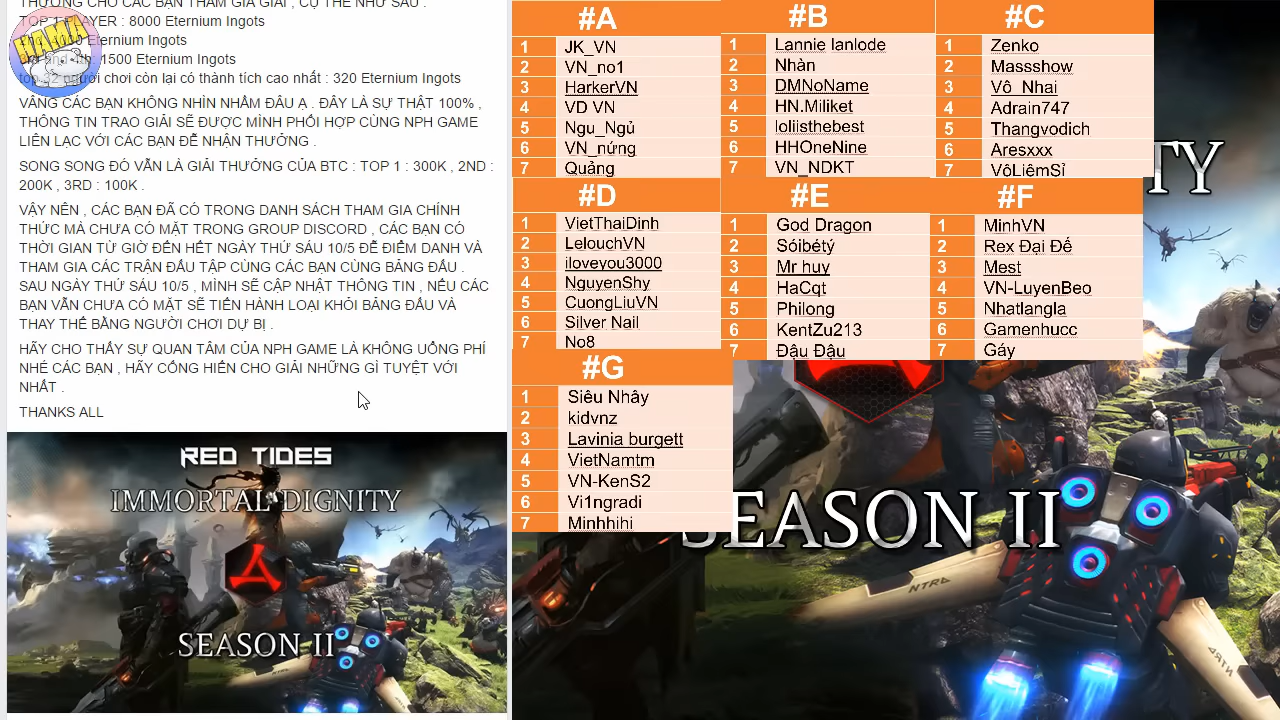 THƯỞNG CHO CÁC BẠN THAM GIA GIẢI , CỤ THỂ NHƯ SAU :
TOP 1 PLAYER : 8000 Eternium Ingots
Eternium Ingots
1500 Eternium Ingots
người chơi còn lại có thành tích cao nhất : 320 Eternium Ingots
VÂNG CÁC BẠN KHÔNG NHÌN NHẦM ĐÂU Ạ . ĐÂY LÀ SỰ THẬT 100% ,
THÔNG TIN TRAO GIẢI SẼ ĐƯỢC MÌNH PHỐI HỢP CÙNG NPH GAME
LIÊN LẠC VỚI CÁC BẠN ĐỂ NHẬN THƯỞNG .
SONG SONG ĐÓ VẪN LÀ GIẢI THƯỞNG CỦA BTC : TOP 1 : 300K , 2ND :
200K , 3RD : 100K .
VẬY NÊN , CÁC BẠN ĐÃ CÓ TRONG DANH SÁCH THAM GIA CHÍNH
THỨC MÀ CHƯA CÓ MẶT TRONG GROUP DISCORD , CÁC BẠN CÓ
THỜI GIAN TỪ GIỜ ĐẾN HẾT NGÀY THỨ SÁU 10/5 ĐỂ ĐIỂM DANH VÀ
THAM GIA CÁC TRẬN ĐẤU TẬP CÙNG CÁC BẠN CÙNG BẢNG ĐẤU .
SAU NGÀY THỨ SÁU 10/5 , MÌNH SẼ CẬP NHẬT THÔNG TIN , NẾU CÁC
BẠN VẪN CHƯA CÓ MẶT SẼ TIẾN HÀNH LOẠI KHỎI BẢNG ĐẤU VÀ
THAY THẾ BẰNG NGƯỜI CHƠI DỰ BỊ .
HÃY CHO THẤY SỰ QUAN TÂM CỦA NPH GAME LÀ KHÔNG UỔNG PHÍ
NHÉ CÁC BẠN , HÃY CỐNG HIẾN CHO GIẢI NHỮNG GÌ TUYỆT VỜI
NHẤT .
THANKS ALL
RED TIDES
IMMORTAL DIGNITY
SEASON II
#A
1 JK_VN
2 VN_no1
3 HarkerVN
4 VD VN
5 Ngu_Ngủ
6 VN_nứng
7 Quảng
#B
1 Lannie lanlode
2 Nhàn
3 DMNoName
4 HN.Miliket
5 loliisthebest
6 HHOneNine
7 VN_NDKT
#C
1 Zenko
2 Massshow
3 Vô_Nhai
4 Adrain747
5 Thangvodich
6 Aresxxx
7 VôLiêmSỉ
#D
1 VietThaiDinh
2 LelouchVN
3 iloveyou3000
4 NguyenShy
5 CuongLiuVN
6 Silver Nail
7 No8
#E
1 God Dragon
2 Sóibétý
3 Mr huy
4 HaCqt
5 Philong
6 KentZu213
7 Đậu Đậu
#F
1 MinhVN
2 Rex Đại Đế
3 Mest
4 VN-LuyenBeo
5 Nhatlangla
6 Gamenhucc
7 Gáy
#G
1 Siêu Nhây
2 kidvnz
3 Lavinia burgett
4 VietNamtm
5 VN-KenS2
6 Vi1ngradi
7 Minhhihi
TY
SEASON II
NTRA
NTRA